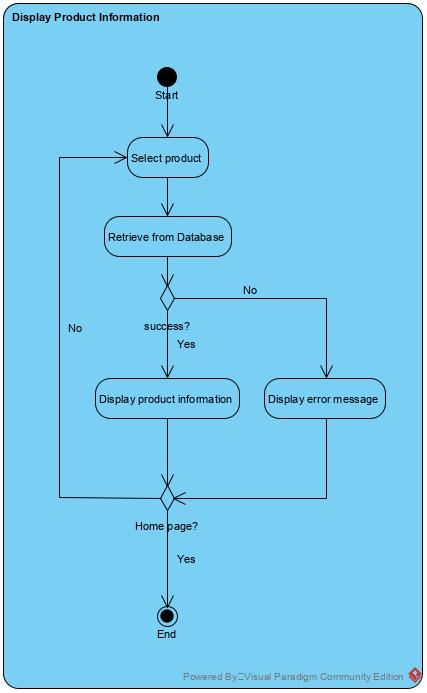 Display Product Information
Start
Select product
Retrieve from Database
No
success?
No
Yes
Display product information
Display error message
Home page?
Yes
End
Powered By Visual Paradigm Community Edition